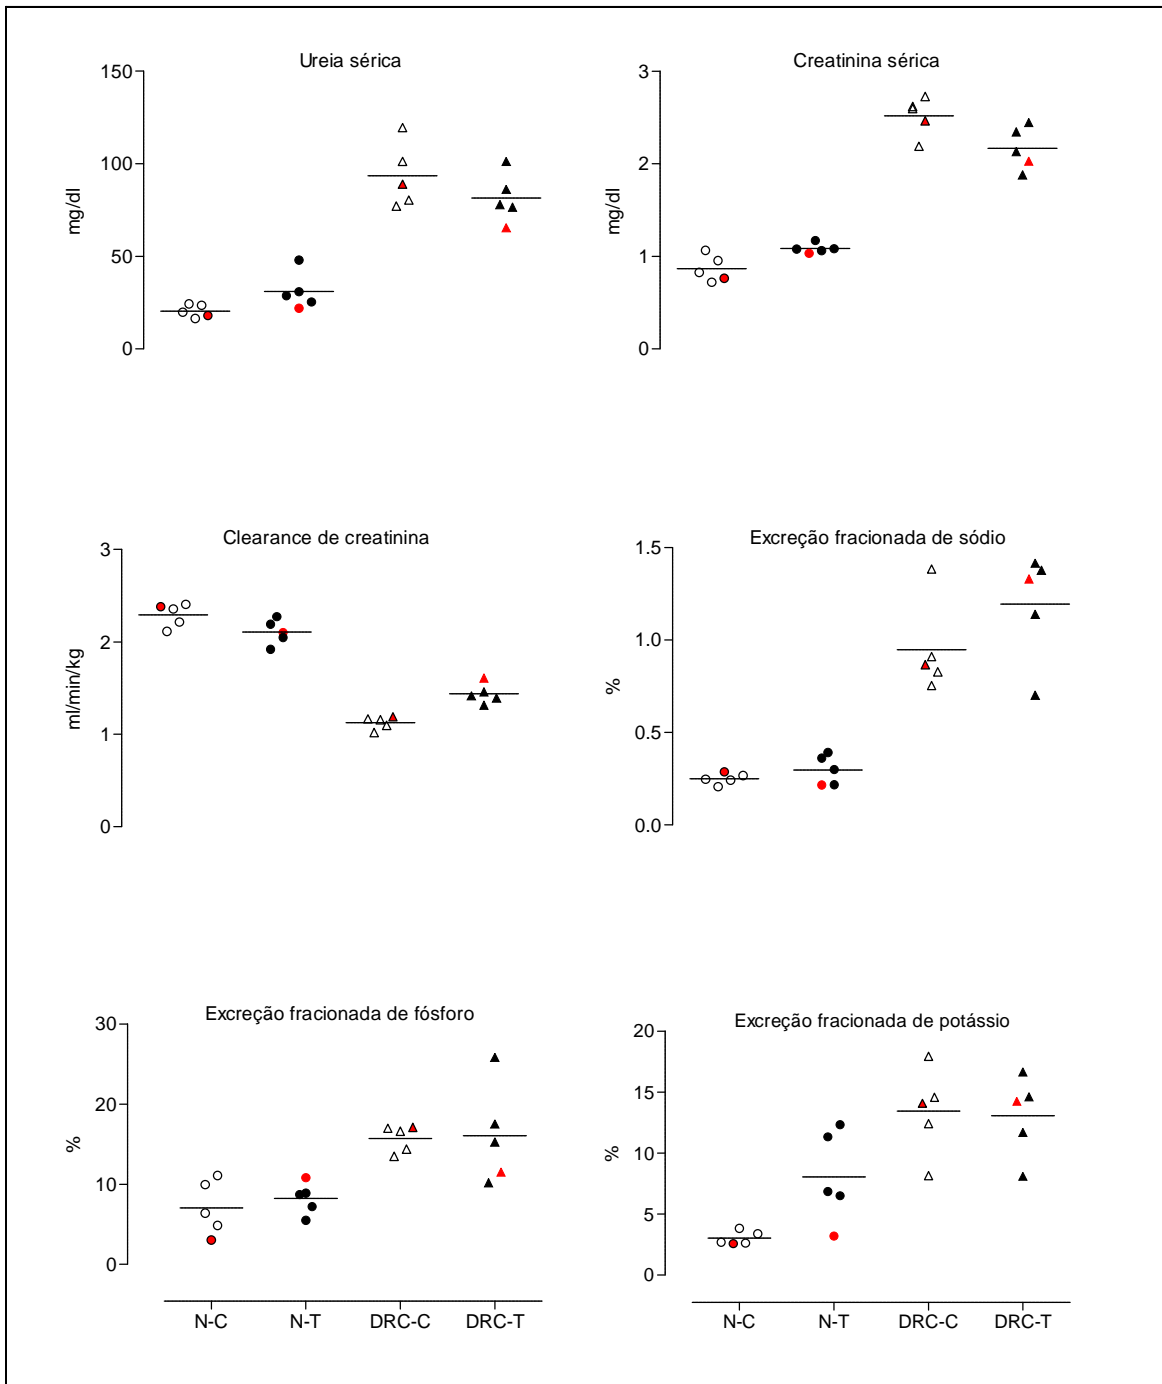 Ureia sérica
150
100
50
0
mg/dl
Creatinina sérica
3
2
1
0
mg/dl
Clearance de creatinina
3
2
1
0
ml/min/kg
Excreção fracionada de sódio
1.5
1.0
0.5
0.0
%
Excreção fracionada de fósforo
30
20
10
0
%
N-C N-T DRC-C DRC-T
Excreção fracionada de potássio
20
15
10
5
0
%
N-C N-T DRC-C DRC-T